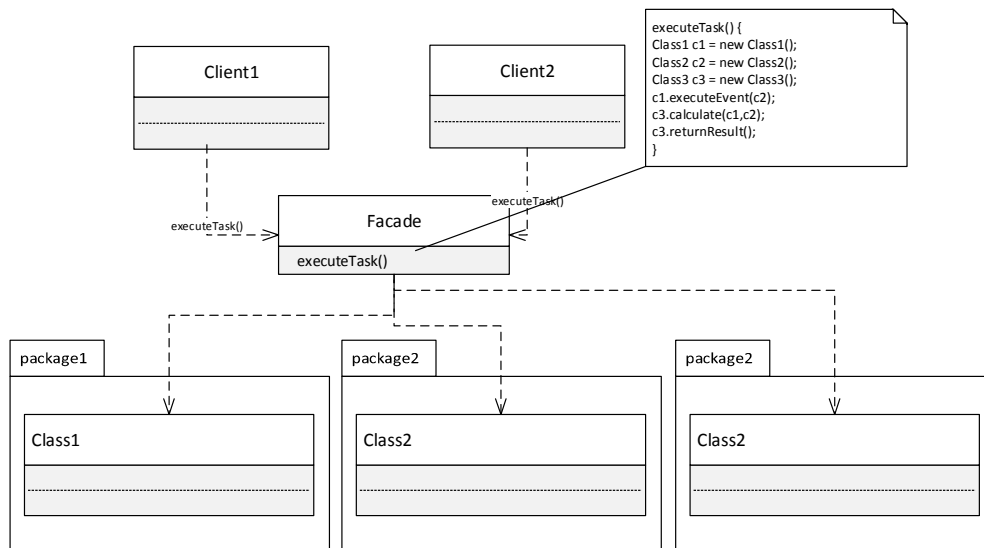 executeTask() {
Class1 c1 = new Class1();
Class2 c2 = new Class2();
Class3 c3 = new Class3();
c1.executeEvent(c2);
c3.calculate(c1,c2);
c3.returnResult();
}
Client1
Client2
executeTask()
executeTask()
Facade
executeTask()
package1
package2
package2
Class1
Class2
Class2